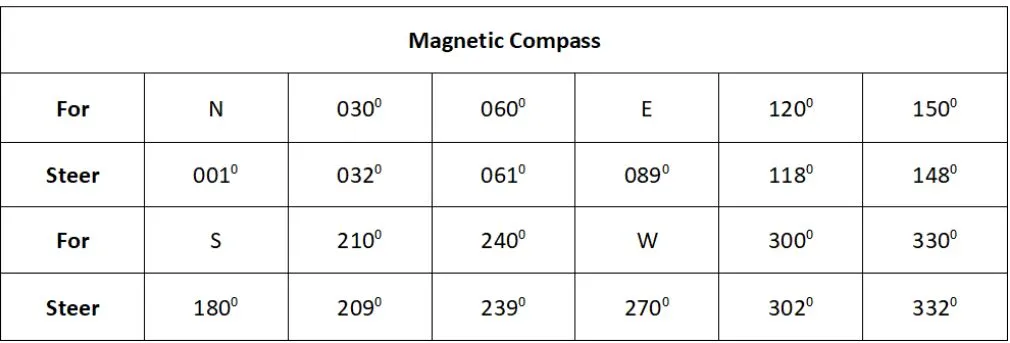 Magnetic Compass
For N 030⁰ 060⁰ E 120⁰ 150⁰
Steer 001⁰ 032⁰ 061⁰ 089⁰ 118⁰ 148⁰
For S 210⁰ 240⁰ W 300⁰ 330⁰
Steer 180⁰ 209⁰ 239⁰ 270⁰ 302⁰ 332⁰